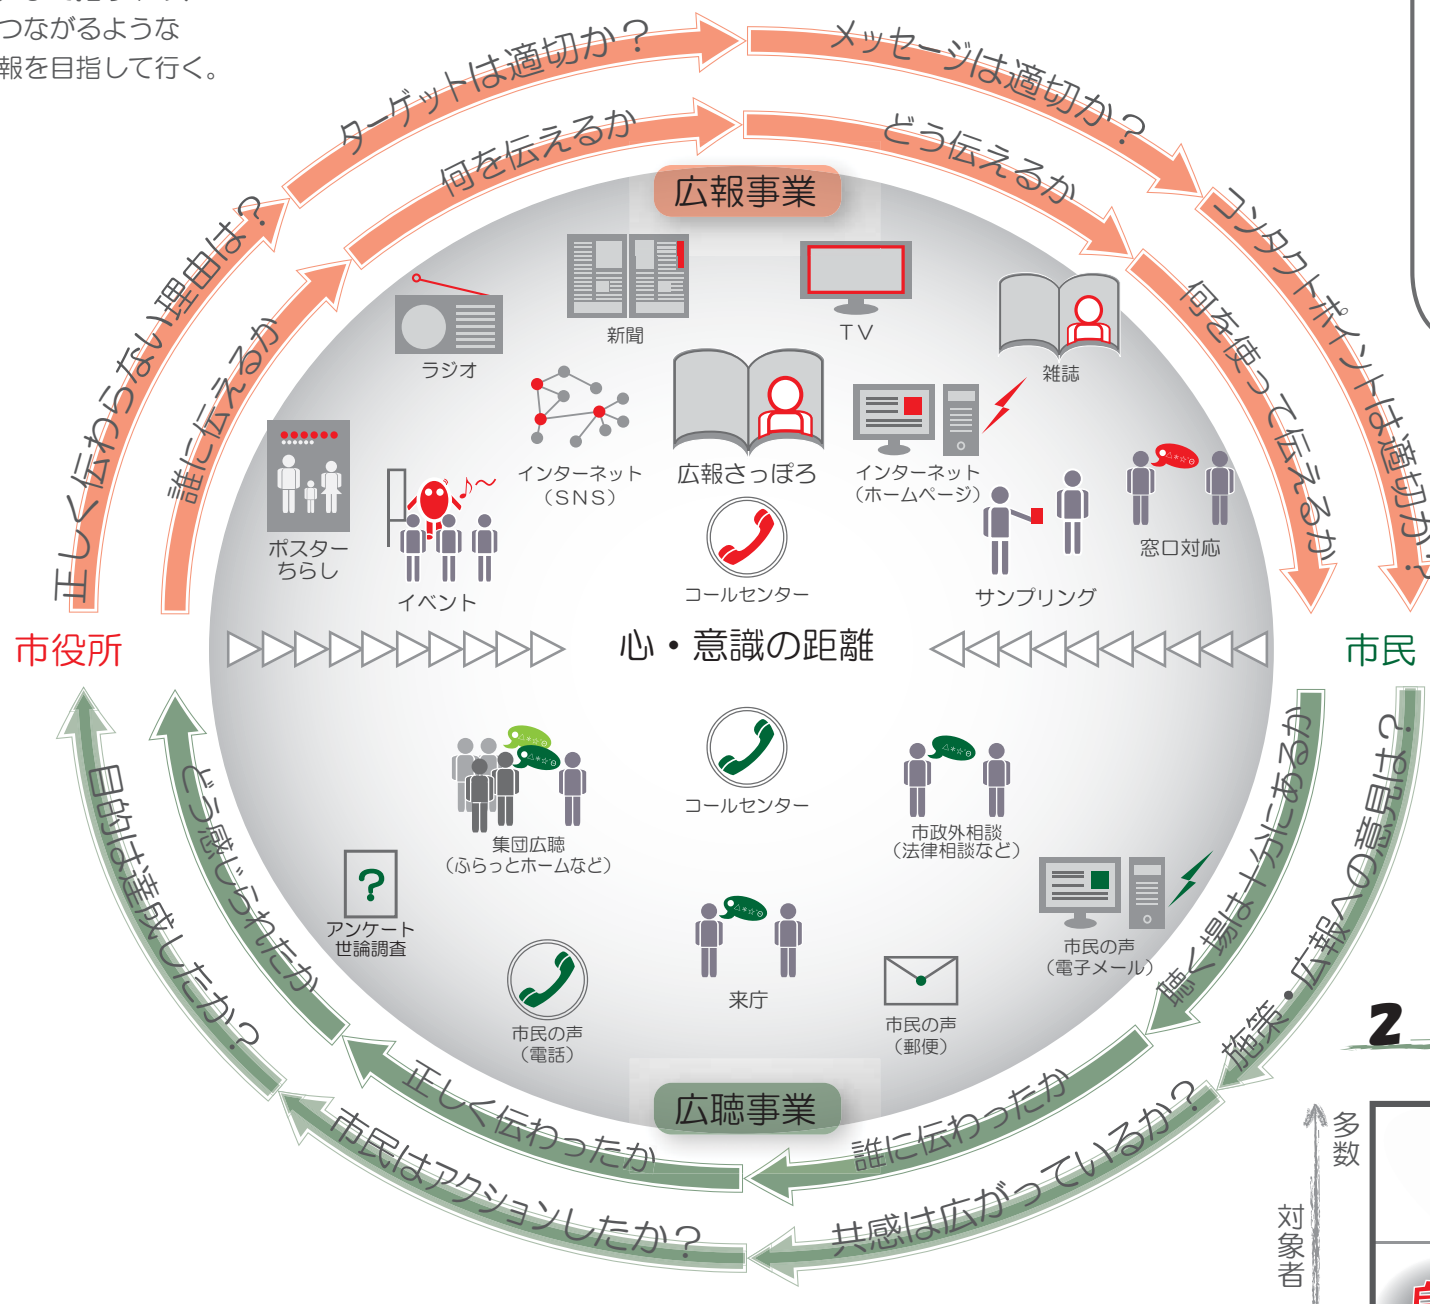 つながるような
報を目指して行く。
ターゲットは適切か？
メッセージは適切か？
何を伝えるか
どう伝えるか
正しく伝わらない理由は？
誰に伝えるか
コンタクトポイントは適切か？
何を使って伝えるか
広報事業
新聞
TV
ラジオ
雑誌
インターネット
（SNS）
広報さっぽろ
インターネット
（ホームページ）
ポスター
ちらし
イベント
コールセンター
サンプリング
窓口対応
市役所
心・意識の距離
市民
コールセンター
集団広聴
（ふらっとホームなど）
市政外相談
（法律相談など）
アンケート
世論調査
市民の声
（電子メール）
来庁
市民の声
（電話）
市民の声
（郵便）
広聴事業
聴く場は十分にあるか
施策・広報への意見は？
誰に伝わったか
共感は広がっているか？
正しく伝わったか
市民はアクションしたか？
どう感じられたか
目的は達成したか？
2
多数
対象者